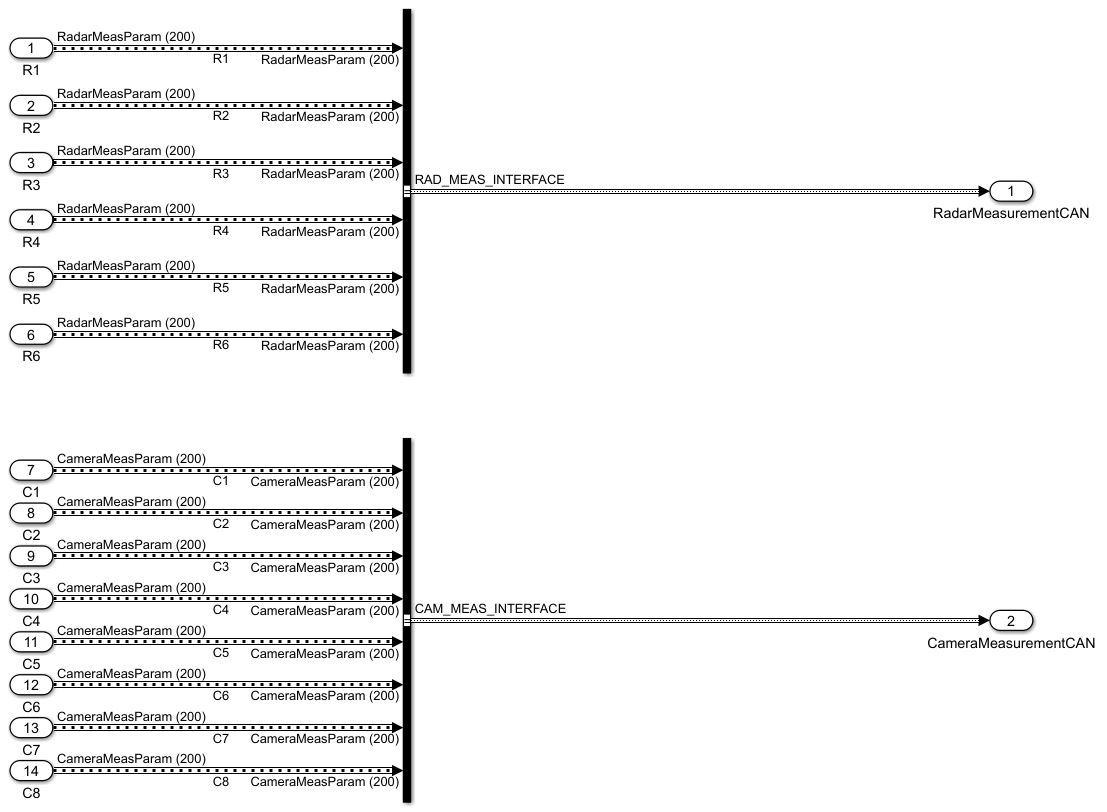 RadarMeasParam (200)
1 R1 RadarMeasParam (200)
R1
RadarMeasParam (200)
2 R2 RadarMeasParam (200)
R2
RadarMeasParam (200)
3 R3 RadarMeasParam (200)
R3
RAD_MEAS_INTERFACE
1
RadarMeasurementCAN
RadarMeasParam (200)
4 R4 RadarMeasParam (200)
R4
RadarMeasParam (200)
5 R5 RadarMeasParam (200)
R5
RadarMeasParam (200)
6 R6 RadarMeasParam (200)
R6
CameraMeasParam (200)
7 C1 CameraMeasParam (200)
C1
CameraMeasParam (200)
8 C2 CameraMeasParam (200)
C2
CameraMeasParam (200)
9 C3 CameraMeasParam (200)
C3
CameraMeasParam (200)
10 C4 CameraMeasParam (200)
C4
CAM_MEAS_INTERFACE
2
CameraMeasurementCAN
CameraMeasParam (200)
11 C5 CameraMeasParam (200)
C5
CameraMeasParam (200)
12 C6 CameraMeasParam (200)
C6
CameraMeasParam (200)
13 C7 CameraMeasParam (200)
C7
CameraMeasParam (200)
14 C8 CameraMeasParam (200)
C8